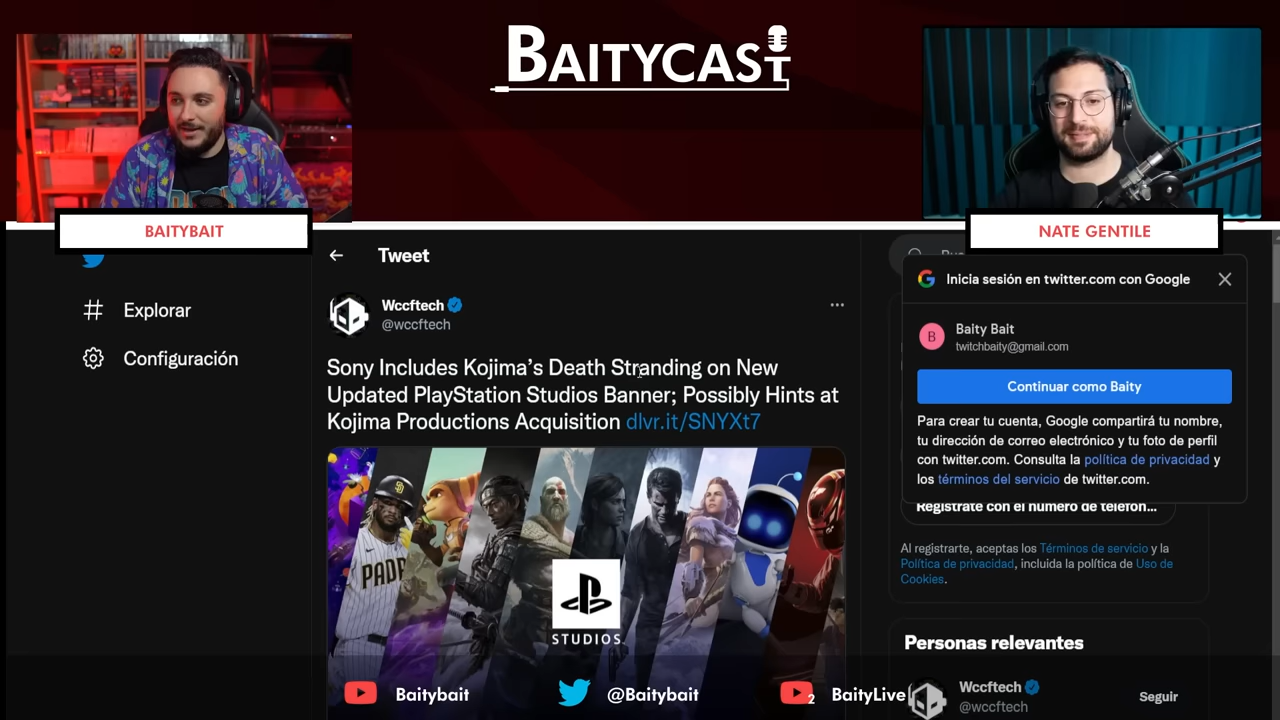 BAITYCAST
BAITYBAIT
NATE GENTILE
Explorar
Configuración
Tweet
Wccftech
@wccftech
Sony Includes Kojima’s Death Stranding on New
Updated PlayStation Studios Banner; Possibly Hints at
Kojima Productions Acquisition dlvr.it/SNYXt7
PADR
STUDIOS
Inicia sesión en twitter.com con Google
B
Baity Bait
twitchbaity@gmail.com
Continuar como Baity
Para crear tu cuenta, Google compartirá tu nombre,
tu dirección de correo electrónico y tu foto de perfil
con twitter.com. Consulta la política de privacidad y
los términos del servicio de twitter.com.
Regístrate con el número de teléfon...
Al registrarte, aceptas los Términos de servicio y la
Política de privacidad, incluida la política de Uso de
Cookies.
Personas relevantes
Wccftech
@wccftech
Seguir
Baitybait
@Baitybait
2
BaityLive